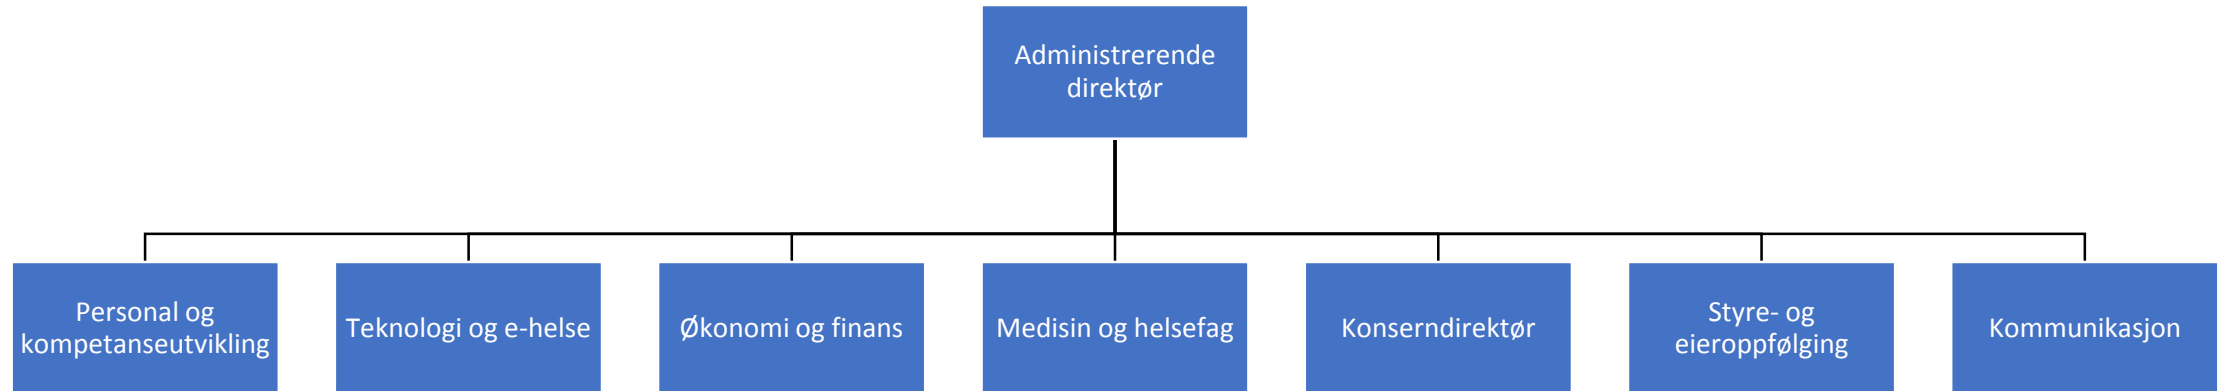 Administrerende
direktør
Personal og
kompetanseutvikling
Teknologi og e-helse
Økonomi og finans
Medisin og helsefag
Konserndirektør
Styre- og
eieroppfølging
Kommunikasjon